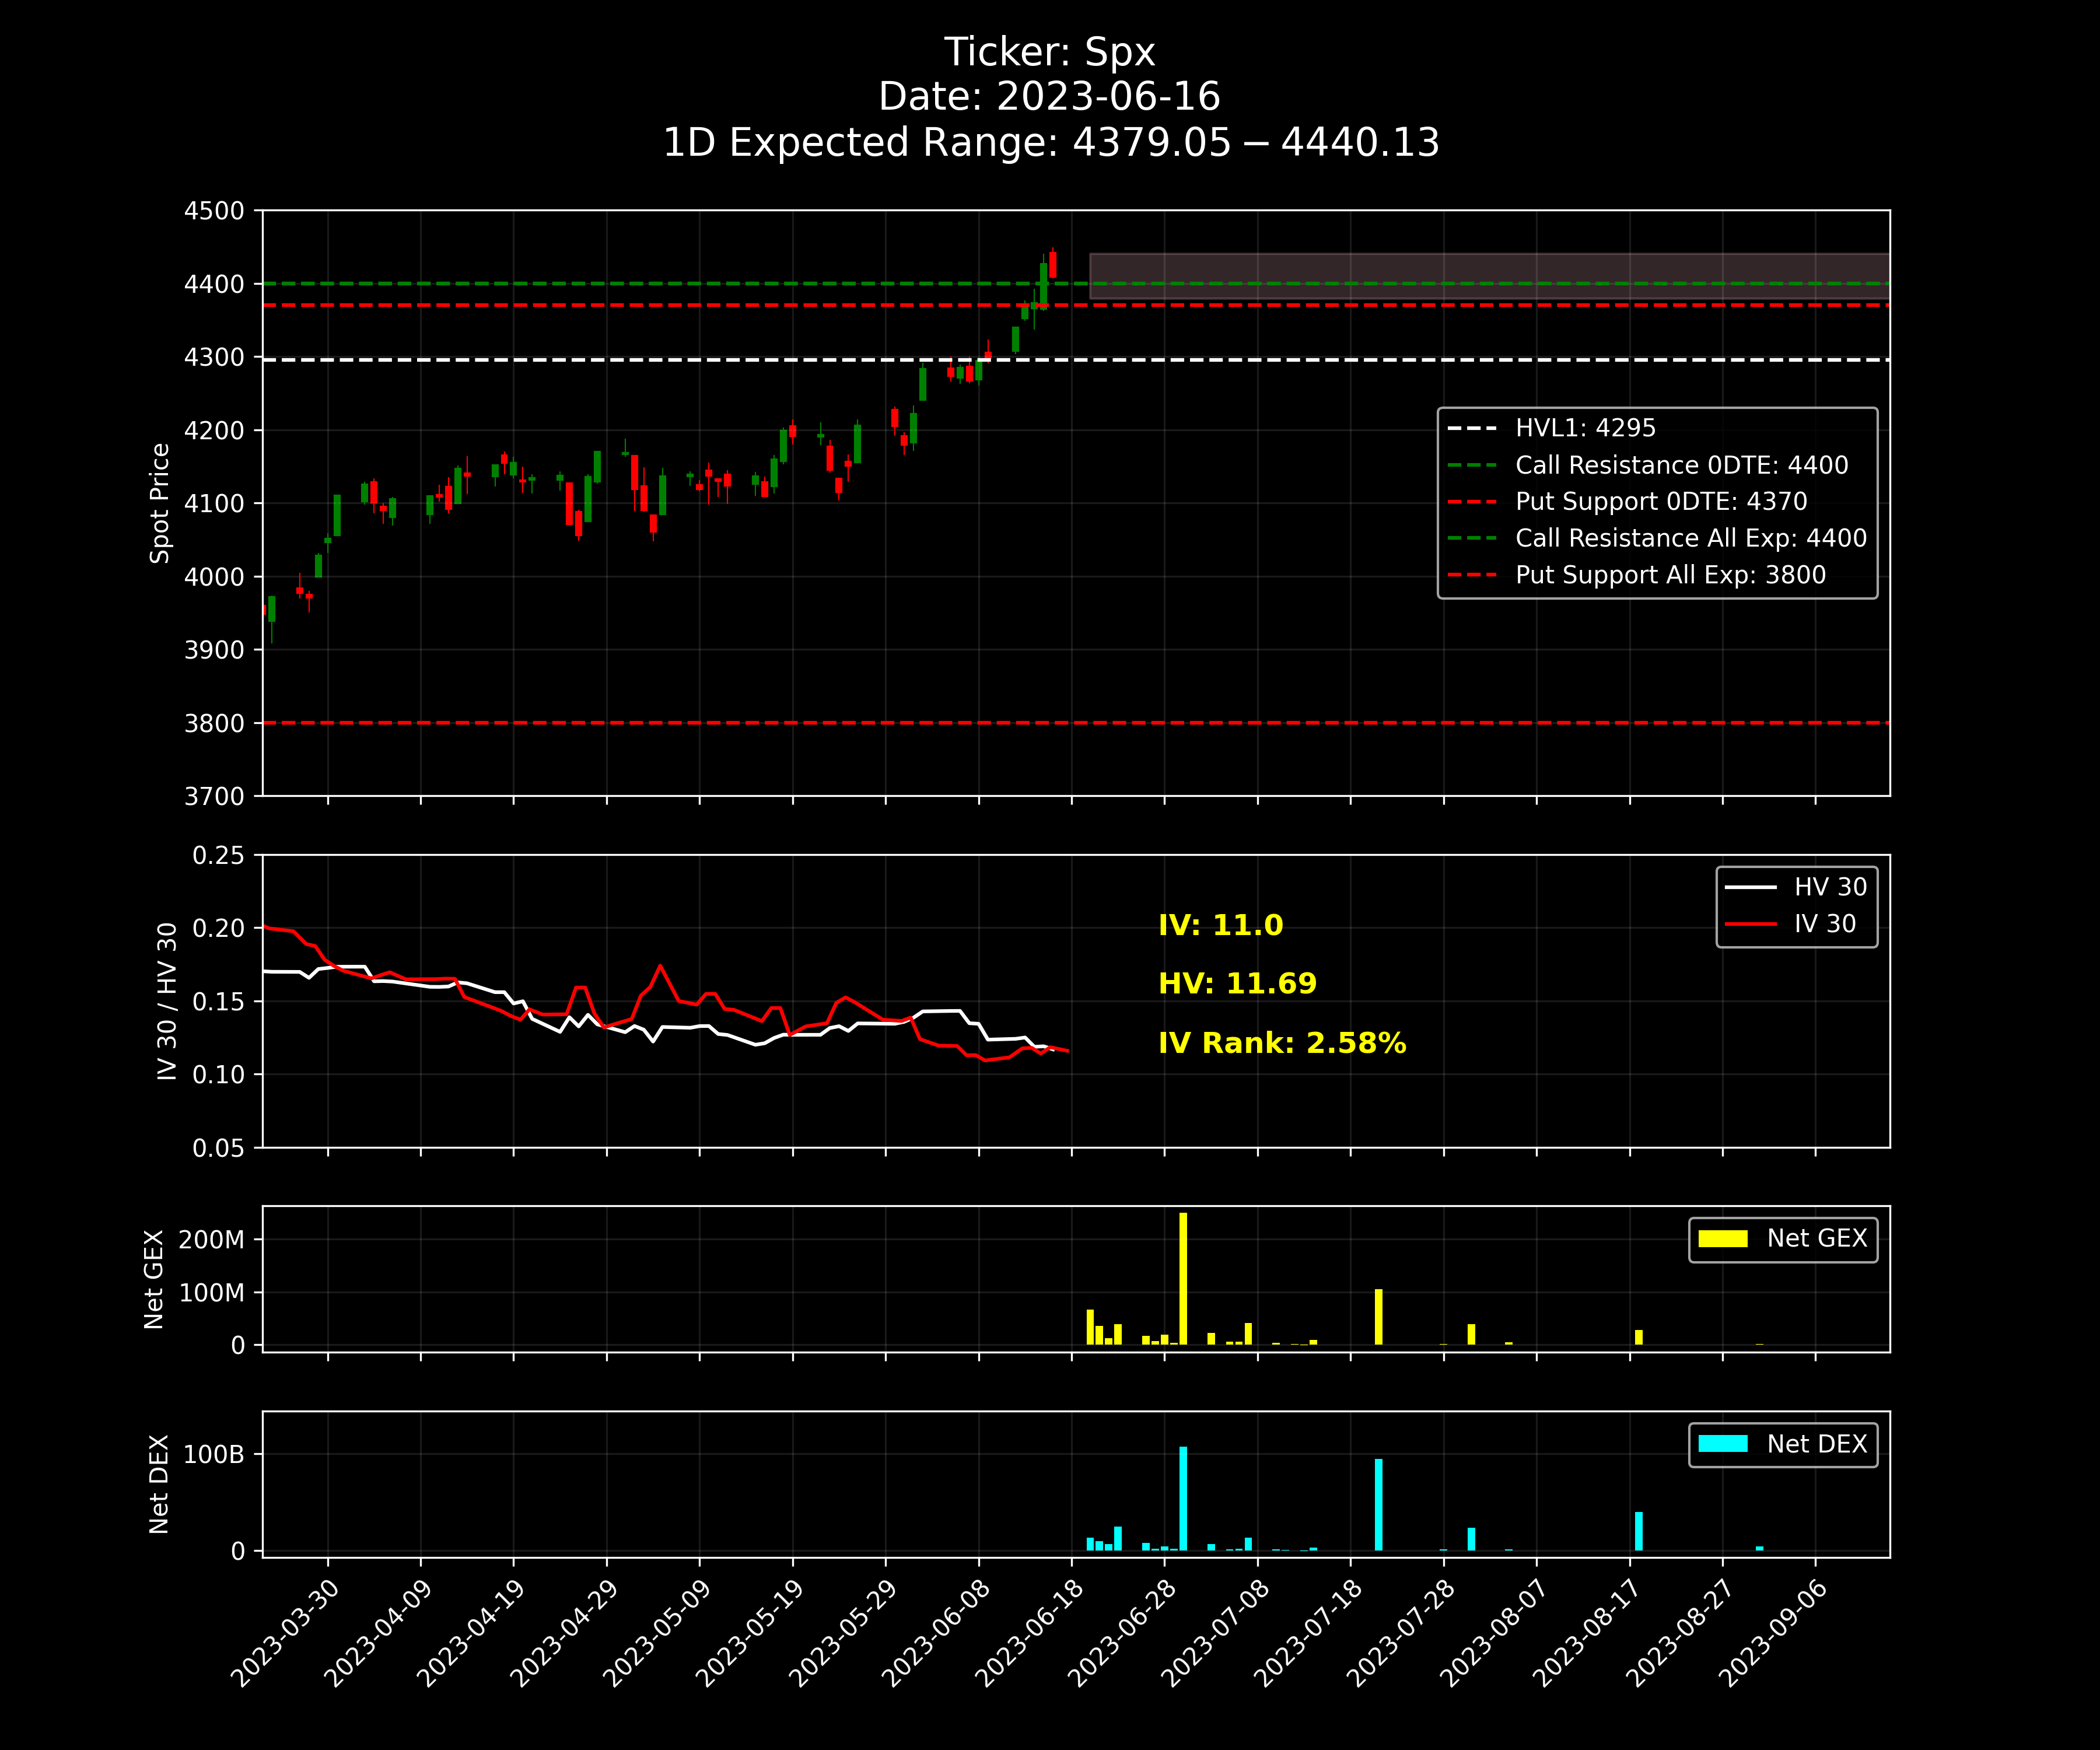 Ticker: Spx
Date: 2023-06-16
1D Expected Range: 4379.05 − 4440.13
4500
4400
4300
4200
4100
4000
3900
3800
3700
Spot Price
HVL1: 4295
Call Resistance 0DTE: 4400
Put Support 0DTE: 4370
Call Resistance All Exp: 4400
Put Support All Exp: 3800
0.25
0.20
0.15
0.10
0.05
IV 30 / HV 30
IV: 11.0
HV: 11.69
IV Rank: 2.58%
HV 30
IV 30
200M
100M
0
Net GEX
Net GEX
100B
0
Net DEX
Net DEX
2023-03-30
2023-04-09
2023-04-19
2023-04-29
2023-05-09
2023-05-19
2023-05-29
2023-06-08
2023-06-18
2023-06-28
2023-07-08
2023-07-18
2023-07-28
2023-08-07
2023-08-17
2023-08-27
2023-09-06